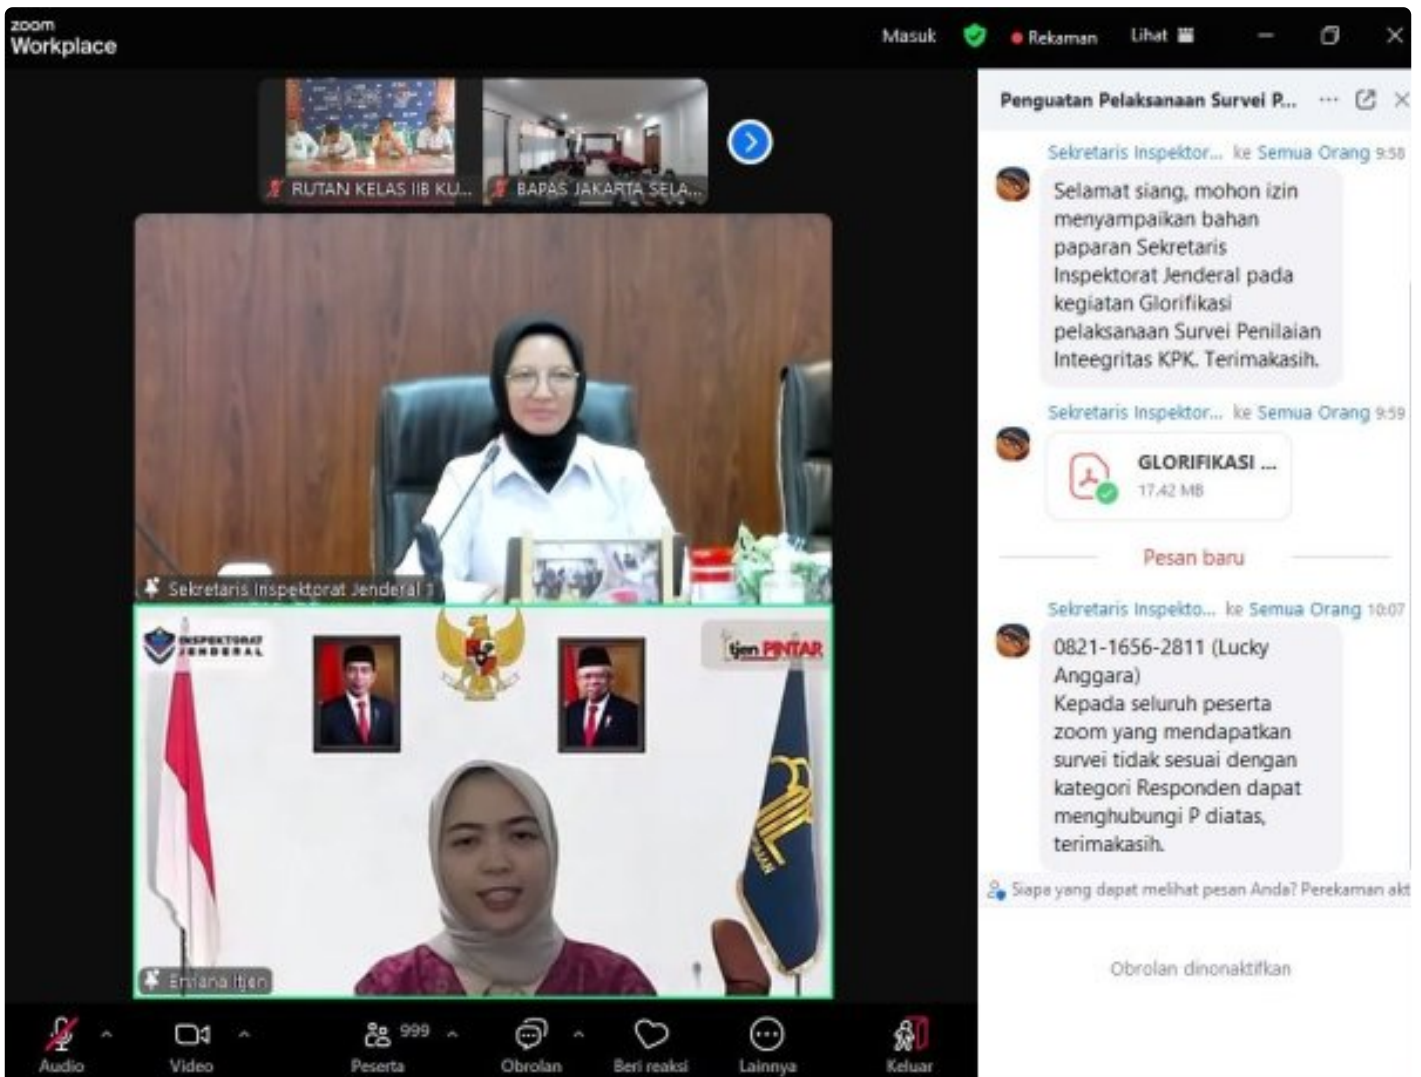 zoom
Workplace
Masuk
Rekaman
Lihat
RUTAN KELAS IIB KU...
BAPAS JAKARTA SELA...
Sekretaris Inspektorat Jenderal 1
INSPEKTORAT
JENDERAL
itjen PINTAR
Itjen
Audio
Video
999
Peserta
Obrolan
Beri reaksi
Lainnya
Keluar
Penguatan Pelaksanaan Survei P...
Sekretaris Inspektor... ke Semua Orang 9:58
Selamat siang, mohon izin
menyampaikan bahan
paparan Sekretaris
Inspektorat Jenderal pada
kegiatan Glorifikasi
pelaksanaan Survei Penilaian
Inteegritas KPK. Terimakasih.
Sekretaris Inspektor... ke Semua Orang 9:59
GLORIFIKASI ...
17.42 MB
Pesan baru
Sekretaris Inspekto... ke Semua Orang 10:07
0821-1656-2811 (Lucky
Anggara)
Kepada seluruh peserta
zoom yang mendapatkan
survei tidak sesuai dengan
kategori Responden dapat
menghubungi P diatas,
terimakasih.
Siapa yang dapat melihat pesan Anda? Perekaman akt
Obrolan dinonaktifkan